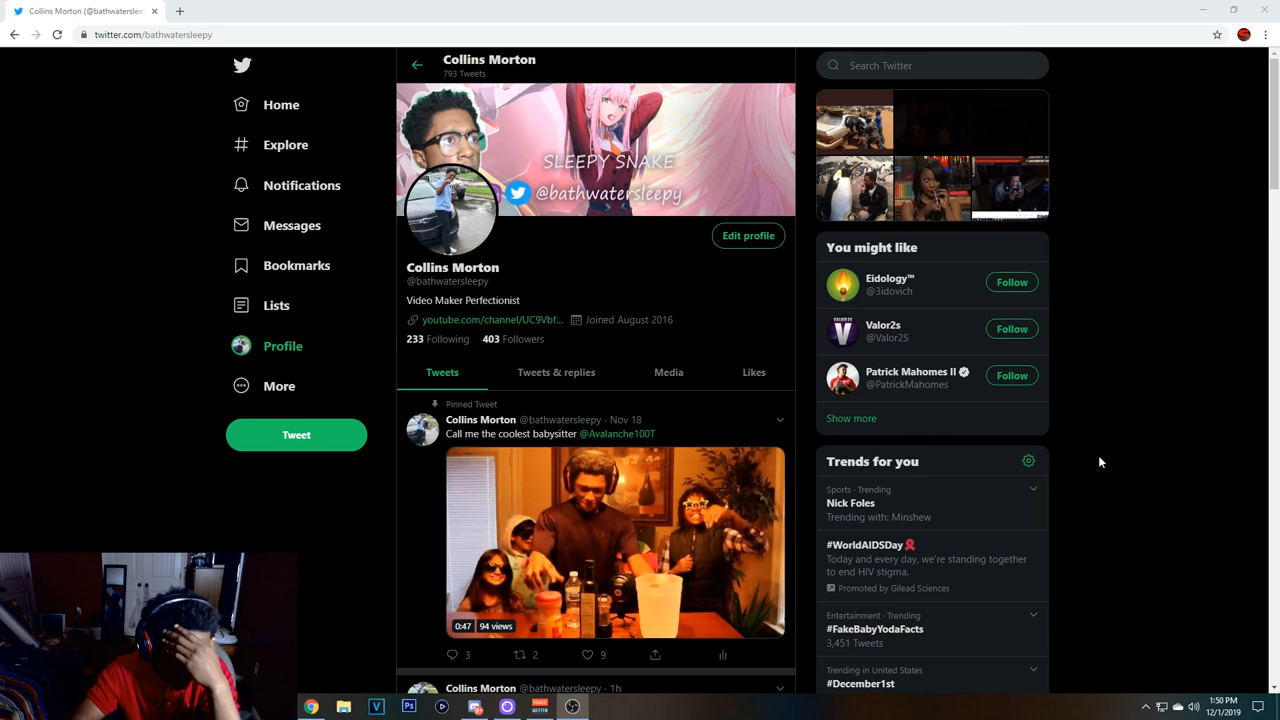 Collins Morton (@bathwatersleep
twitter.com/bathwatersleepy
Home
Explore
Notifications
Messages
Bookmarks
Lists
Profile
More
Tweet
Collins Morton
793 Tweets
SLEEPY SNAKE
@bathwatersleepy
Edit profile
Collins Morton
@bathwatersleepy
Video Maker Perfectionist
youtube.com/channel/UC9Vbf... Joined August 2016
233 Following 403 Followers
Tweets Tweets & replies Media Likes
Pinned Tweet
Collins Morton @bathwatersleepy · Nov 18
Call me the coolest babysitter @Avalanche100T
0:47 94 views
3 2 9
Collins Morton @bathwatersleepy · 1h
Search Twitter
You might like
Eidology™
@3idovich
Follow
Valor2s
@Valor2S
Follow
Patrick Mahomes II
@PatrickMahomes
Follow
Show more
Trends for you
Sports · Trending
Nick Foles
Trending with: Minshew
#WorldAIDSDay
Today and every day, we're standing together
to end HIV stigma.
Promoted by Gilead Sciences
Entertainment · Trending
#FakeBabyYodaFacts
3,451 Tweets
Trending in United States
#December1st
V
Ps
1:50 PM
12/1/2019